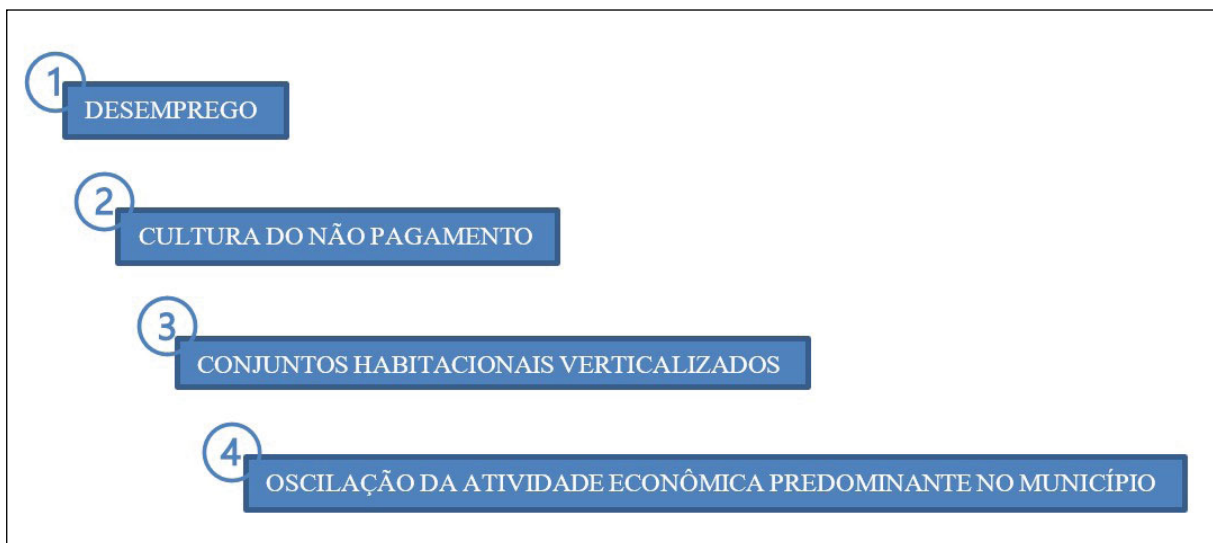 1
DESEMPREGO
2
CULTURA DO NÃO PAGAMENTO
3
CONJUNTOS HABITACIONAIS VERTICALIZADOS
4
OSCILAÇÃO DA ATIVIDADE ECONÔMICA PREDOMINANTE NO MUNICÍPIO